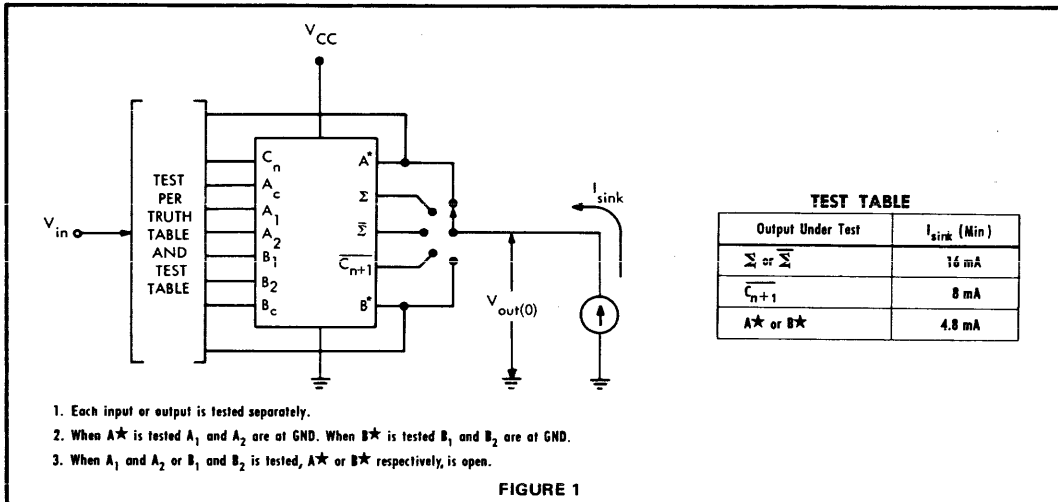 V_CC
V_in
TEST
PER
TRUTH
TABLE
AND
TEST
TABLE
C_n
A_c
A_1
A_2
B_1
B_2
B_c
A*
Σ
Σ̅
C̅_n+1
B*
V_out(0)
I_sink
TEST TABLE
Output Under Test I_sink (Min)
Σ or Σ̅ 16 mA
C̅_n+1 8 mA
A★ or B★ 4.8 mA
1. Each input or output is tested separately.
2. When A★ is tested A_1 and A_2 are at GND. When B★ is tested B_1 and B_2 are at GND.
3. When A_1 and A_2 or B_1 and B_2 is tested, A★ or B★ respectively, is open.
FIGURE 1